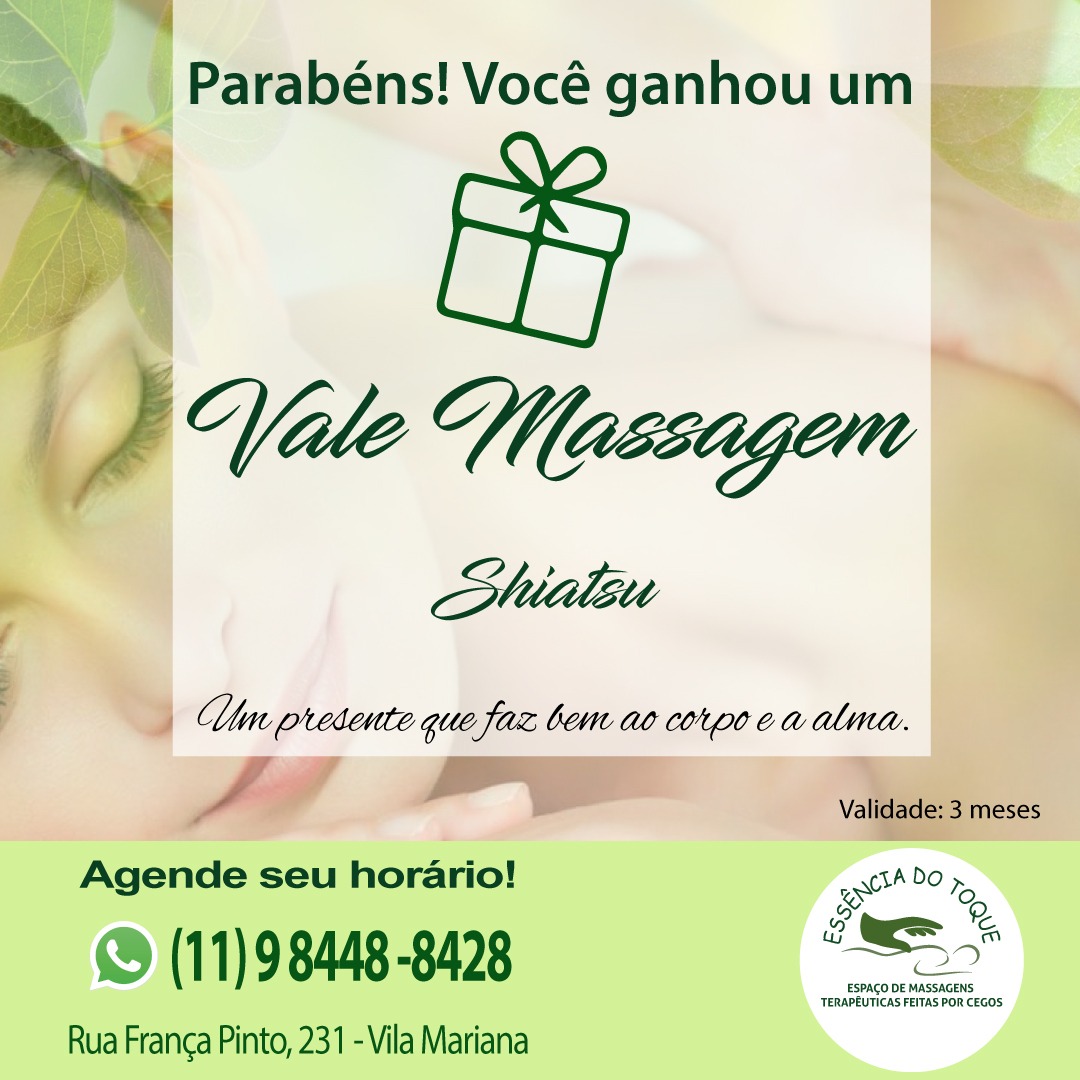 Parabéns! Você ganhou um
Vale Massagem
Shiatsu
Um presente que faz bem ao corpo e a alma.
Validade: 3 meses
Agende seu horário!
(11) 9 8448-8428
Rua França Pinto, 231 - Vila Mariana
ESSÊNCIA DO TOQUE
ESPAÇO DE MASSAGENS
TERAPÊUTICAS FEITAS POR CEGOS